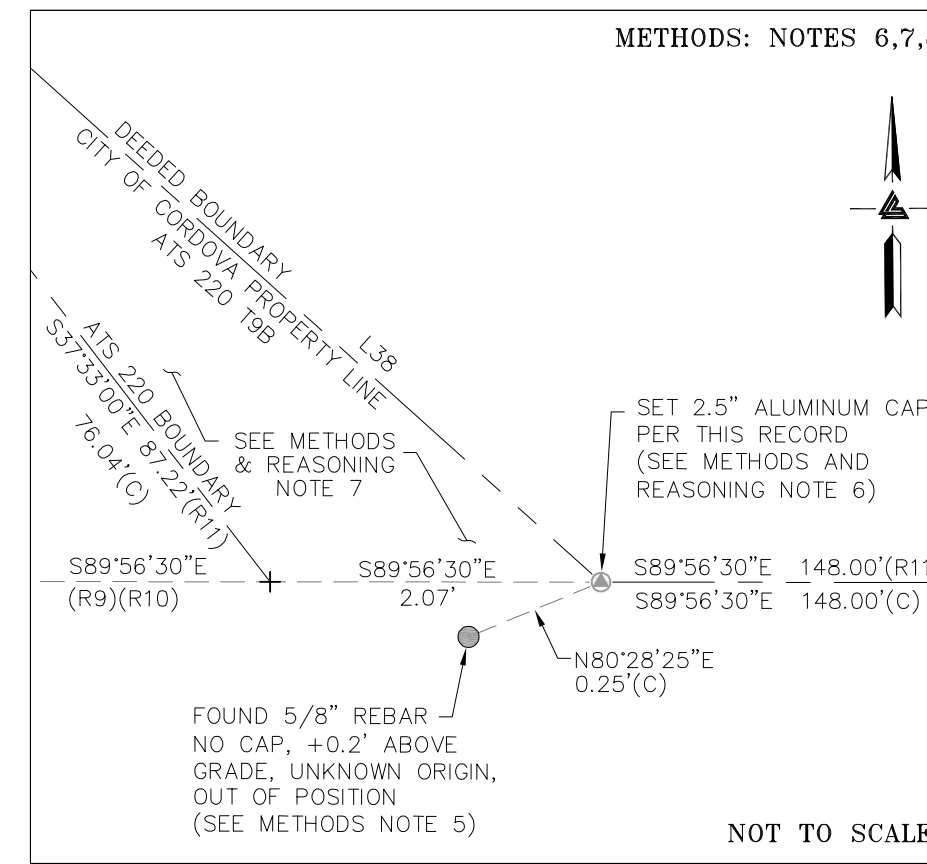 METHODS: NOTES 6,7,
DEEDED BOUNDARY
CITY OF CORDOVA PROPERTY LINE
ATS 220 T9B
L38
ATS 220 BOUNDARY
S37°33'00"E 87.22'(R11)
76.04'(C)
SEE METHODS
& REASONING
NOTE 7
SET 2.5" ALUMINUM CAP
PER THIS RECORD
(SEE METHODS AND
REASONING NOTE 6)
S89°56'30"E
(R9)(R10)
S89°56'30"E
2.07'
S89°56'30"E 148.00'(R11
S89°56'30"E 148.00'(C)
N80°28'25"E
0.25'(C)
FOUND 5/8" REBAR
NO CAP, +0.2' ABOVE
GRADE, UNKNOWN ORIGIN,
OUT OF POSITION
(SEE METHODS NOTE 5)
NOT TO SCALE